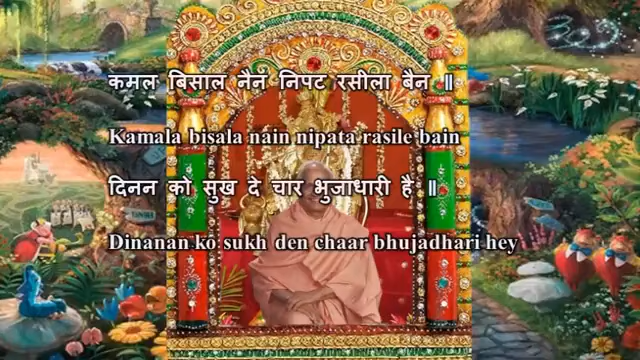 कमल बिसाल नैन निपट रसीला बैन ॥
Kamala bisala nain nipata rasile bain
दिनन को सुख दे चार भुजाधारी है ॥
Dinanan ko sukh den chaar bhujadhari hey